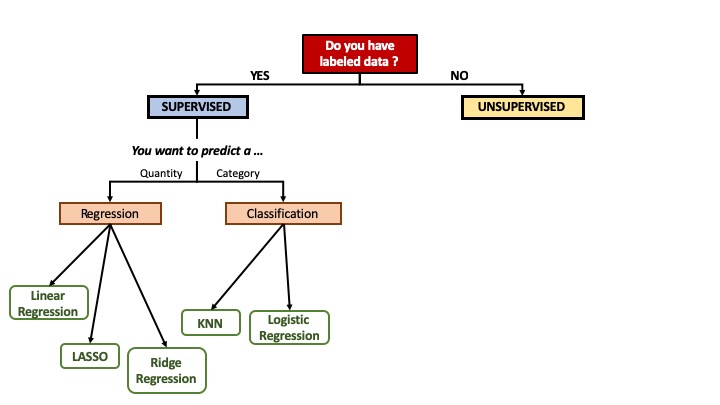 Do you have
labeled data ?
YES
NO
SUPERVISED
UNSUPERVISED
You want to predict a ...
Quantity
Category
Regression
Classification
Linear
Regression
KNN
Logistic
Regression
LASSO
Ridge
Regression